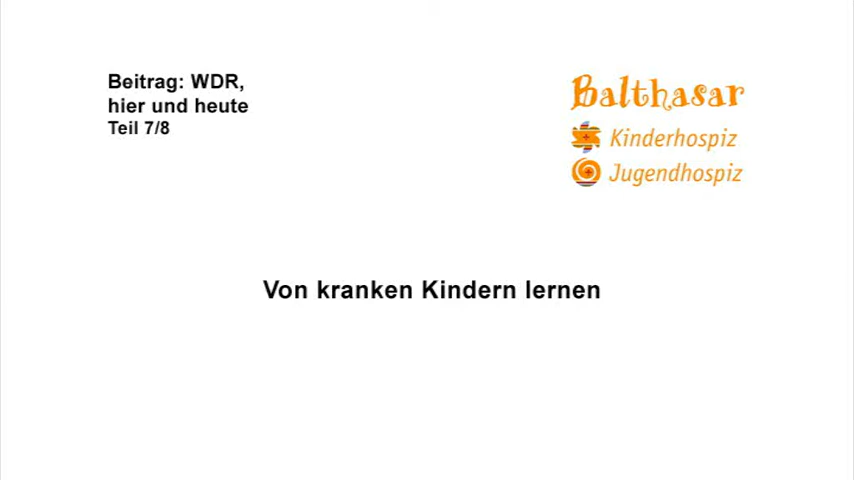 Beitrag: WDR,
hier und heute
Teil 7/8
Balthasar
Kinderhospiz
Jugendhospiz
Von kranken Kindern lernen